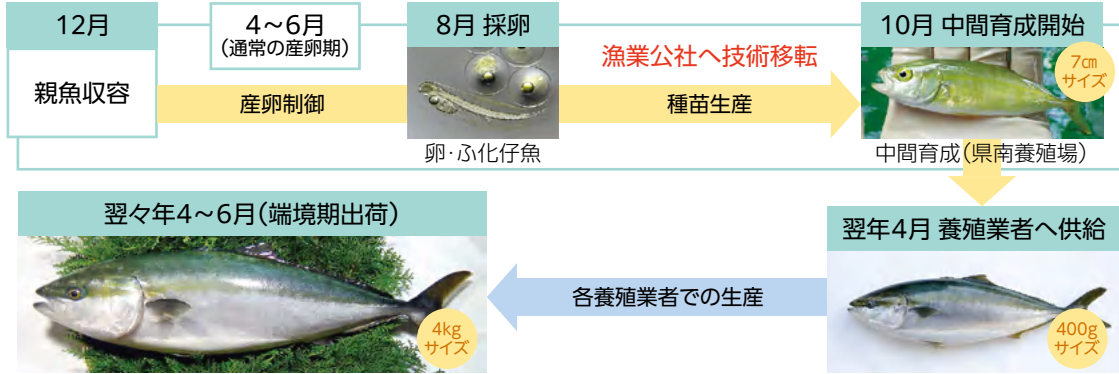 12月
親魚収容
4～6月
(通常の産卵期)
産卵制御
8月 採卵
卵･ふ化仔魚
漁業公社へ技術移転
種苗生産
10月 中間育成開始
7㎝
サイズ
中間育成(県南養殖場)
翌年4月 養殖業者へ供給
400g
サイズ
各養殖業者での生産
翌々年4～6月(端境期出荷)
4kg
サイズ